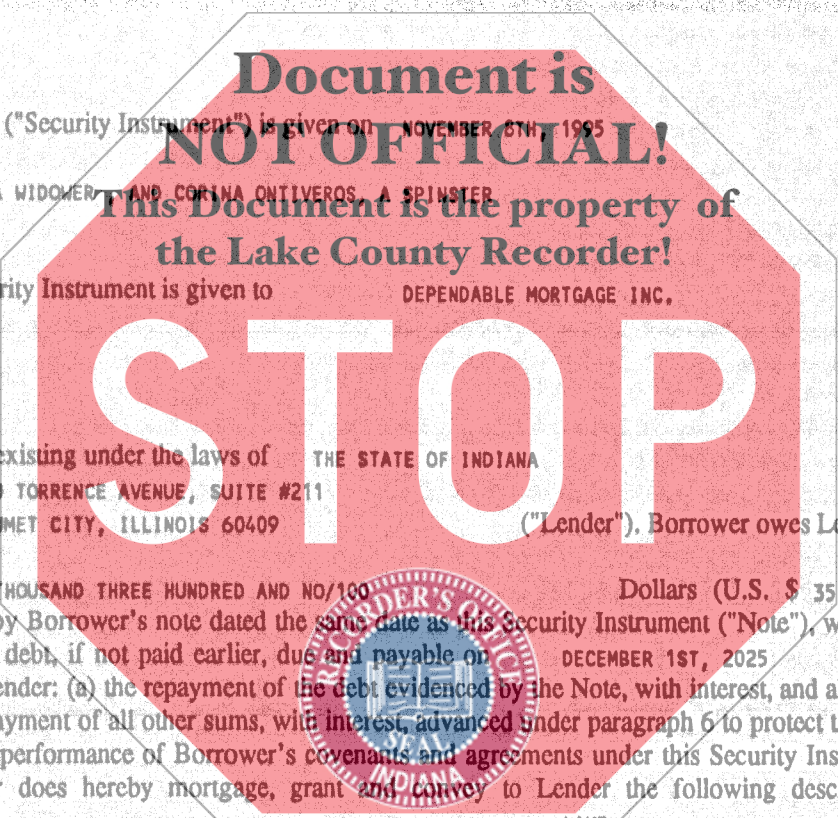 Document is
("Security Instrument") is given on NOVEMBER 8TH, 1995
NOT OFFICIAL!
A WIDOWER, AND CORINA ONTIVEROS, A SPINSTER
This Document is the property of
the Lake County Recorder!
rity Instrument is given to DEPENDABLE MORTGAGE INC.
STOP
existing under the laws of THE STATE OF INDIANA
TORRENCE AVENUE, SUITE #211
MET CITY, ILLINOIS 60409 ("Lender"). Borrower owes Le
HOUSAND THREE HUNDRED AND NO/100 Dollars (U.S. $ 35
by Borrower's note dated the same date as this Security Instrument ("Note"), w
debt, if not paid earlier, due and payable on DECEMBER 1ST, 2025
ender: (a) the repayment of the debt evidenced by the Note, with interest, and a
ayment of all other sums, with interest, advanced under paragraph 6 to protect t
performance of Borrower's covenants and agreements under this Security Ins
does hereby mortgage, grant and convey to Lender the following desc
RECORDER'S OFFICE
INDIANA